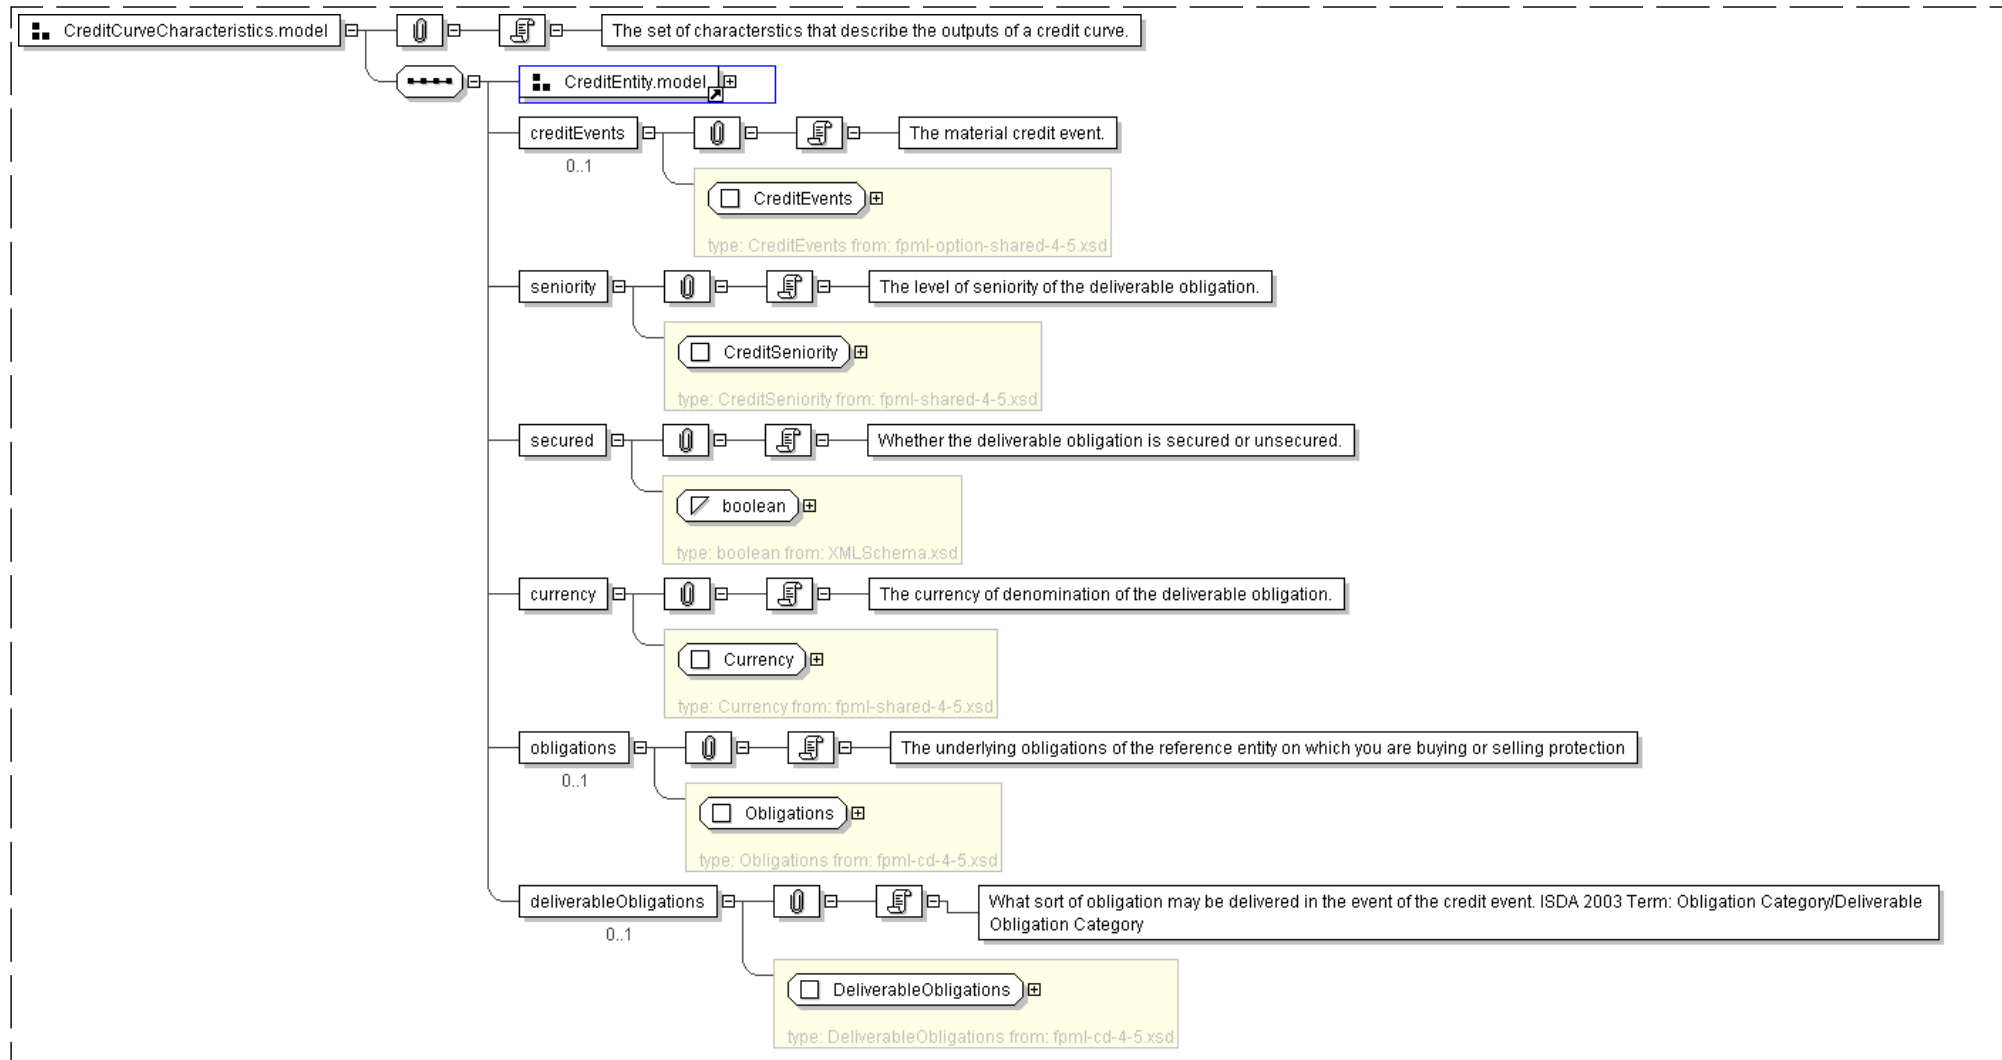 CreditCurveCharacteristics.model
The set of characterstics that describe the outputs of a credit curve.
CreditEntity.model
creditEvents
The material credit event.
0..1
CreditEvents
type: CreditEvents from: fpml-option-shared-4-5.xsd
seniority
The level of seniority of the deliverable obligation.
CreditSeniority
type: CreditSeniority from: fpml-shared-4-5.xsd
secured
Whether the deliverable obligation is secured or unsecured.
boolean
type: boolean from: XMLSchema.xsd
currency
The currency of denomination of the deliverable obligation.
Currency
type: Currency from: fpml-shared-4-5.xsd
obligations
The underlying obligations of the reference entity on which you are buying or selling protection
0..1
Obligations
type: Obligations from: fpml-cd-4-5.xsd
deliverableObligations
What sort of obligation may be delivered in the event of the credit event. ISDA 2003 Term: Obligation Category/Deliverable
Obligation Category
0..1
DeliverableObligations
type: DeliverableObligations from: fpml-cd-4-5.xsd